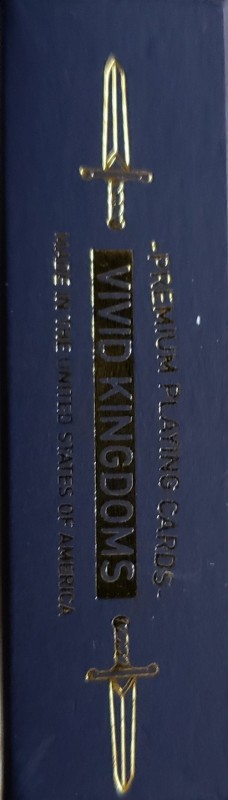 -PREMIUM PLAYING CARDS-
VIVID KINGDOMS
MADE IN THE UNITED STATES OF AMERICA